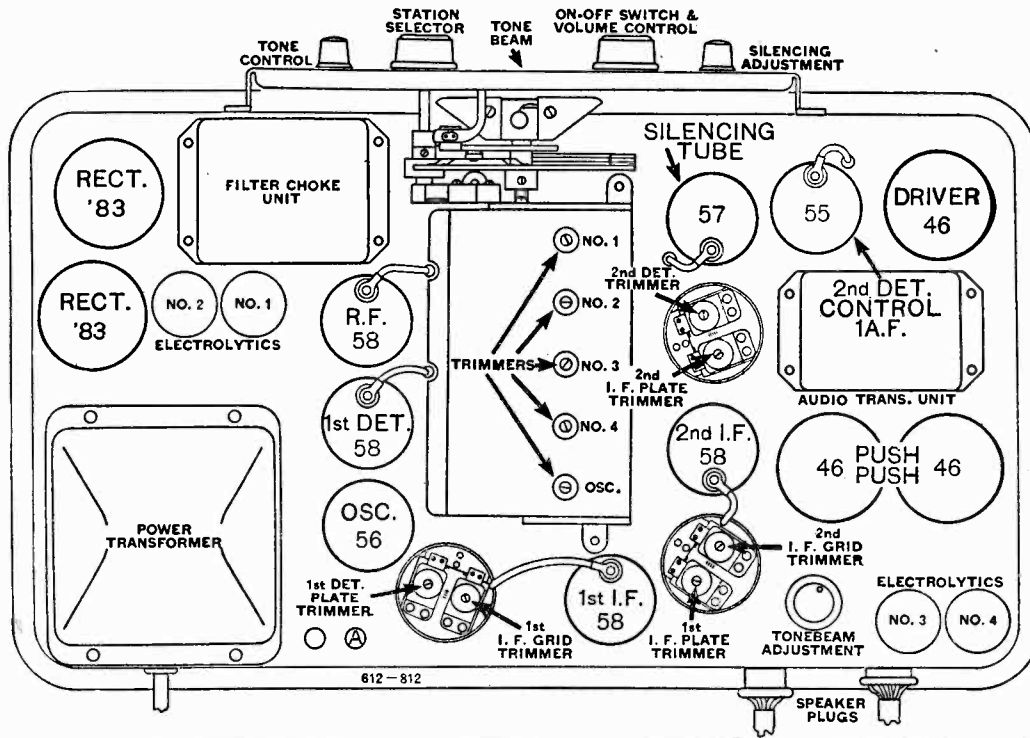 STATION
SELECTOR
TONE
BEAM
ON-OFF SWITCH &
VOLUME CONTROL
TONE
CONTROL
SILENCING
ADJUSTMENT
RECT.
'83
FILTER CHOKE
UNIT
SILENCING
TUBE
57
55
DRIVER
46
NO. 1
2nd DET.
TRIMMER
RECT.
'83
NO. 2
NO. 1
ELECTROLYTICS
R.F.
58
NO. 2
2nd DET.
CONTROL
1A.F.
TRIMMERS
NO. 3
2nd
I. F. PLATE
TRIMMER
AUDIO TRANS. UNIT
1st DET.
58
NO. 4
2nd I.F.
58
46
PUSH
PUSH
46
OSC.
POWER
TRANSFORMER
OSC.
56
2nd
I. F. GRID
TRIMMER
1st DET.
PLATE
TRIMMER
1st I.F.
58
ELECTROLYTICS
NO. 3
NO. 4
A
1st
I. F. GRID
TRIMMER
1st
I. F. PLATE
TRIMMER
TONEBEAM
ADJUSTMENT
612-812
SPEAKER
PLUGS